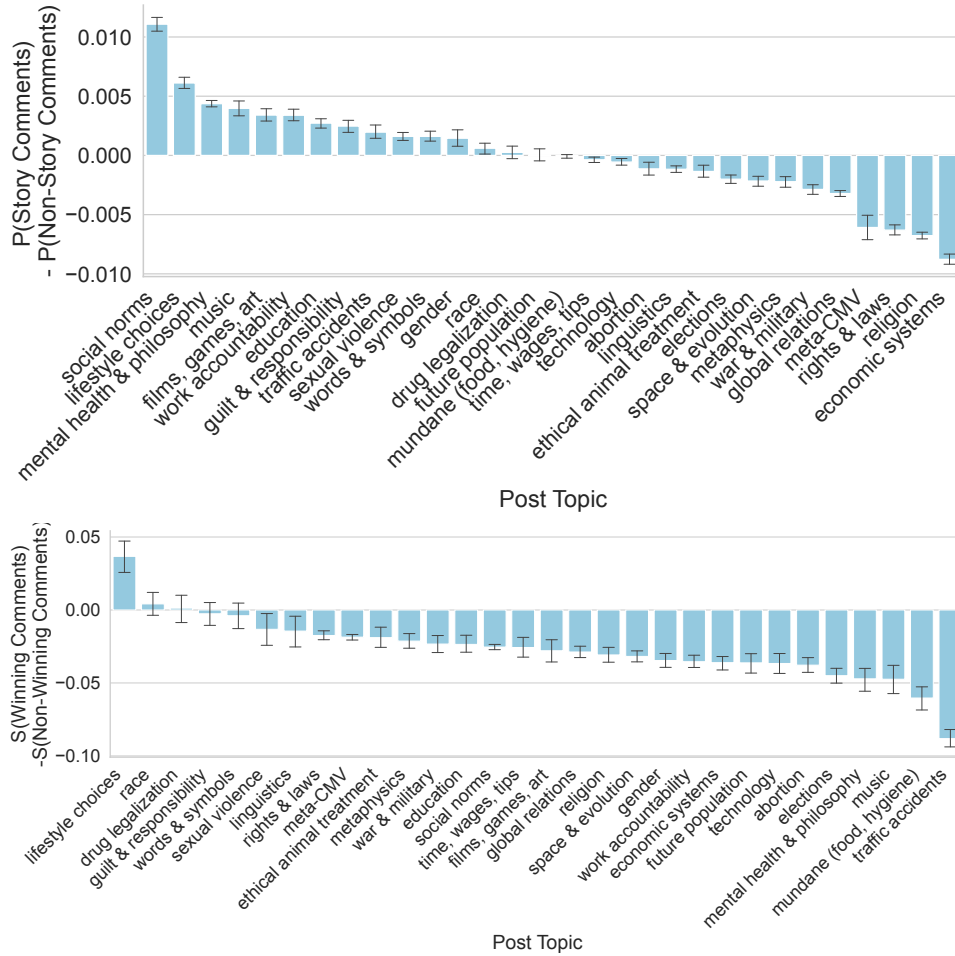 P(Story Comments)
- P(Non-Story Comments)
0.010
0.005
0.000
−0.005
−0.010
social norms
lifestyle choices
mental health & philosophy
music
films, games, art
work accountability
education
guilt & responsibility
traffic accidents
sexual violence
words & symbols
gender
race
drug legalization
future population
mundane (food, hygiene)
time, wages, tips
technology
abortion
linguistics
ethical animal treatment
elections
space & evolution
metaphysics
war & military
global relations
meta-CMV
rights & laws
religion
economic systems
Post Topic
S(Winning Comments)
-S(Non-Winning Comments)
0.05
0.00
−0.05
−0.10
lifestyle choices
race
drug legalization
guilt & responsibility
words & symbols
sexual violence
linguistics
rights & laws
meta-CMV
ethical animal treatment
metaphysics
war & military
education
social norms
time, wages, tips
films, games, art
global relations
religion
space & evolution
gender
work accountability
economic systems
future population
technology
abortion
elections
mental health & philosophy
music
mundane (food, hygiene)
traffic accidents
Post Topic